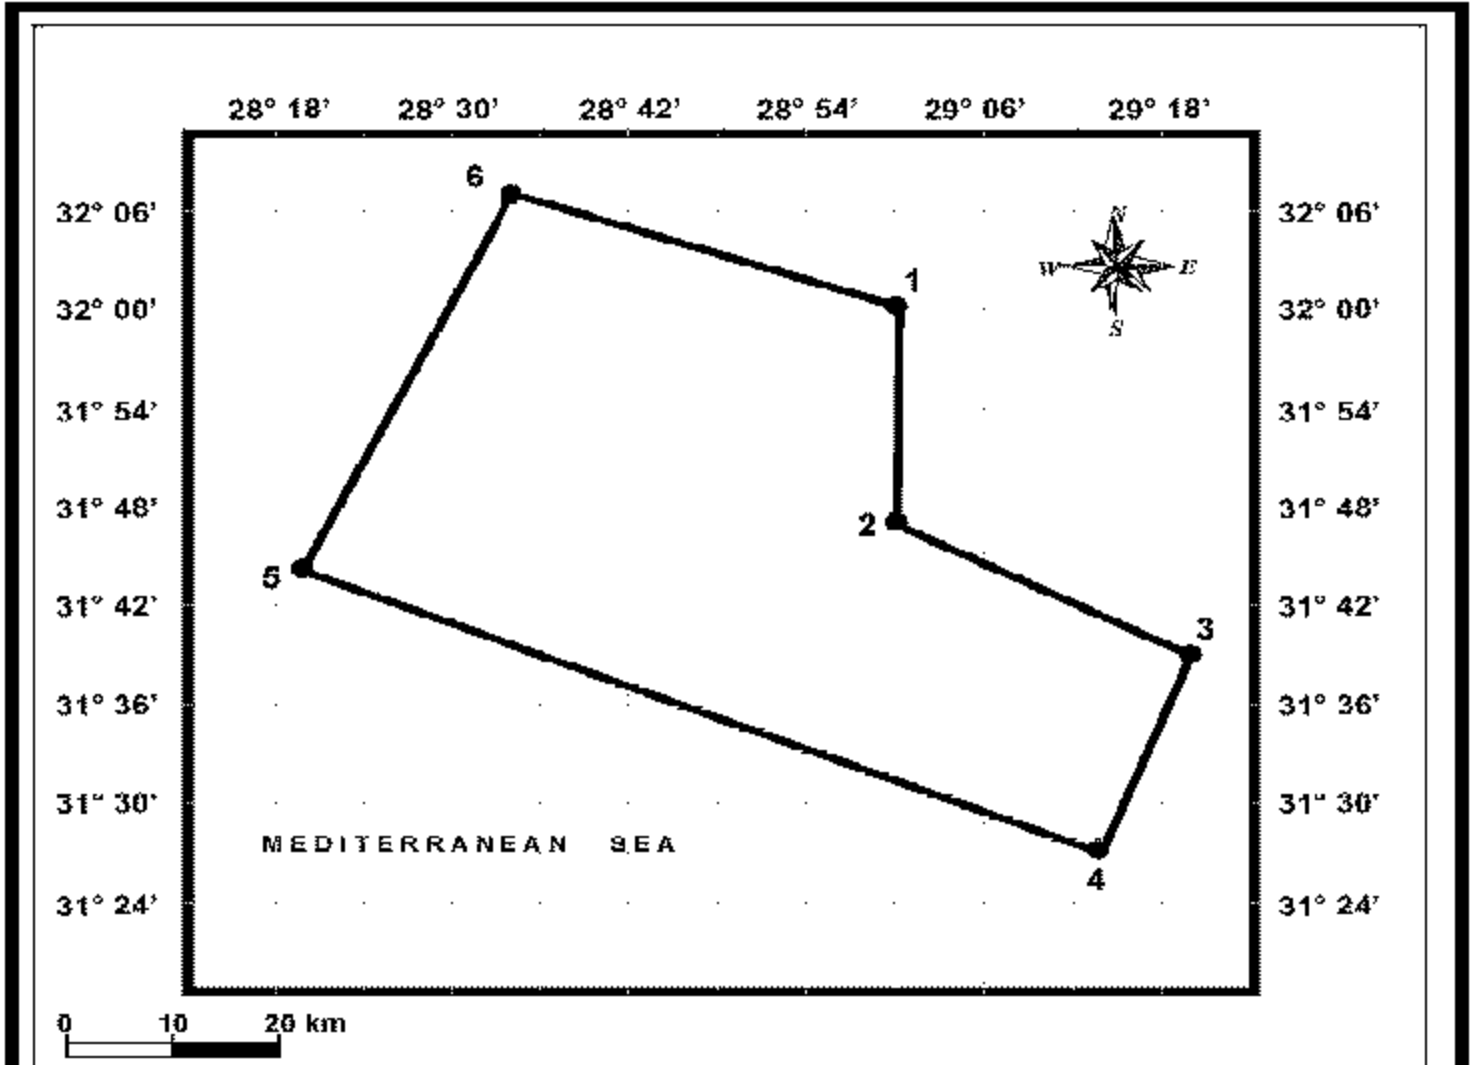 28° 18' 28° 30' 28° 42' 28° 54' 29° 06' 29° 18'
6
32° 06' 32° 06'
N
W E
1
32° 00' 32° 00'
S
31° 54' 31° 54'
31° 48' 31° 48'
2
5
31° 42' 31° 42'
3
31° 36' 31° 36'
31° 30' 31° 30'
MEDITERRANEAN SEA
4
31° 24' 31° 24'
0 10 20 km